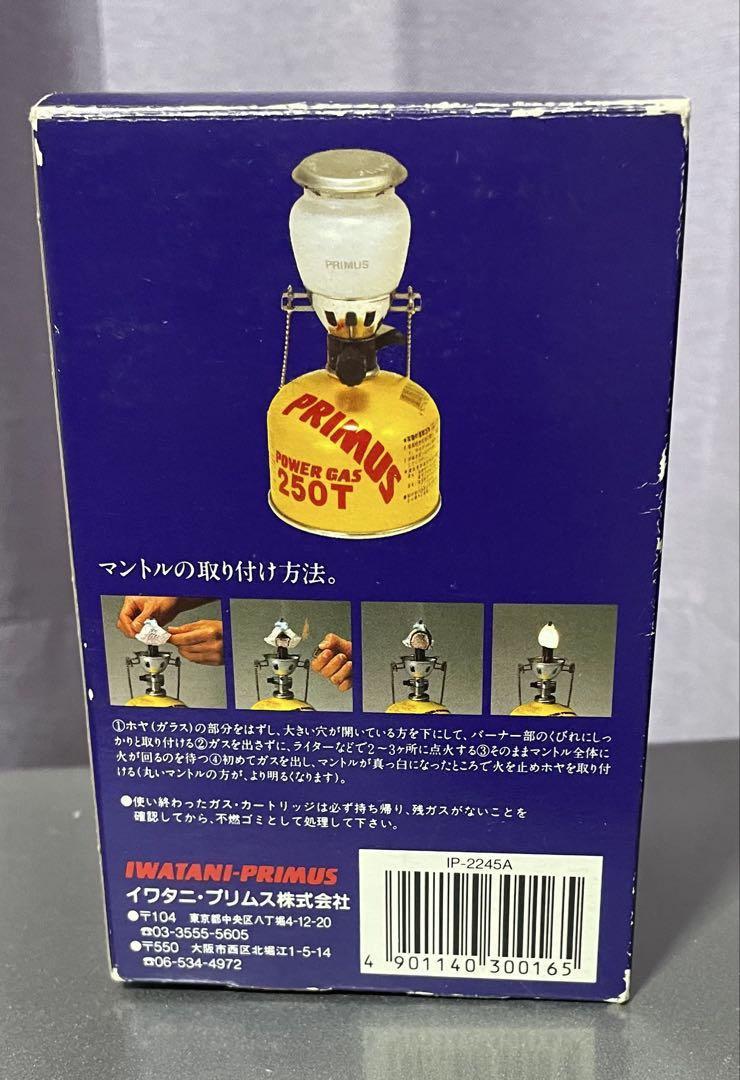 PRIMUS
PRIMUS
POWER GAS
250T
マントルの取り付け方法。
①ホヤ(ガラス)の部分をはずし、大きい穴が開いている方を下にして、バーナー部のくびれにしっ
かりと取り付ける②ガスを出さずに、ライターなどで2〜3ヶ所に点火する③そのままマントル全体に
火が回るのを待つ④初めてガスを出し、マントルが真っ白になったところで火を止めホヤを取り付
ける(丸いマントルの方が、より明るくなります)。
●使い終わったガス・カートリッジは必ず持ち帰り、残ガスがないことを
確認してから、不燃ゴミとして処理して下さい。
IWATANI-PRIMUS
イワタニ・プリムス株式会社
●〒104 東京都中央区八丁堀4-12-20
☎03-3555-5605
●〒550 大阪市西区北堀江1-5-14
☎06-534-4972
IP-2245A
4 901140 300165